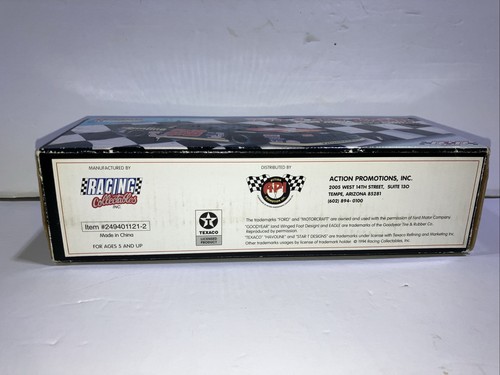 MANUFACTURED BY
RACING
Collectables
INC.
Item #249401121-2
Made in China
FOR AGES 5 AND UP
TEXACO
LICENSED
PRODUCT
DISTRIBUTED BY
ACTION PROMOTIONS, INC.
2005 WEST 14TH STREET, SUITE 130
TEMPE, ARIZONA 85281
(602) 894-0100
The trademarks "FORD" and "MOTORCRAFT" are owned and used with the permission of Ford Motor Company.
"GOODYEAR" (and Winged Foot Design) and EAGLE are trademarks of the Goodyear Tire & Rubber Co.
Reproduced by permission.
"TEXACO" "HAVOLINE" and "STAR T DESIGNS" are trademarks under license with Texaco Refining and Marketing Inc.
Other trademarks usages by license of trademark holder. © 1994 Racing Collectables, Inc.